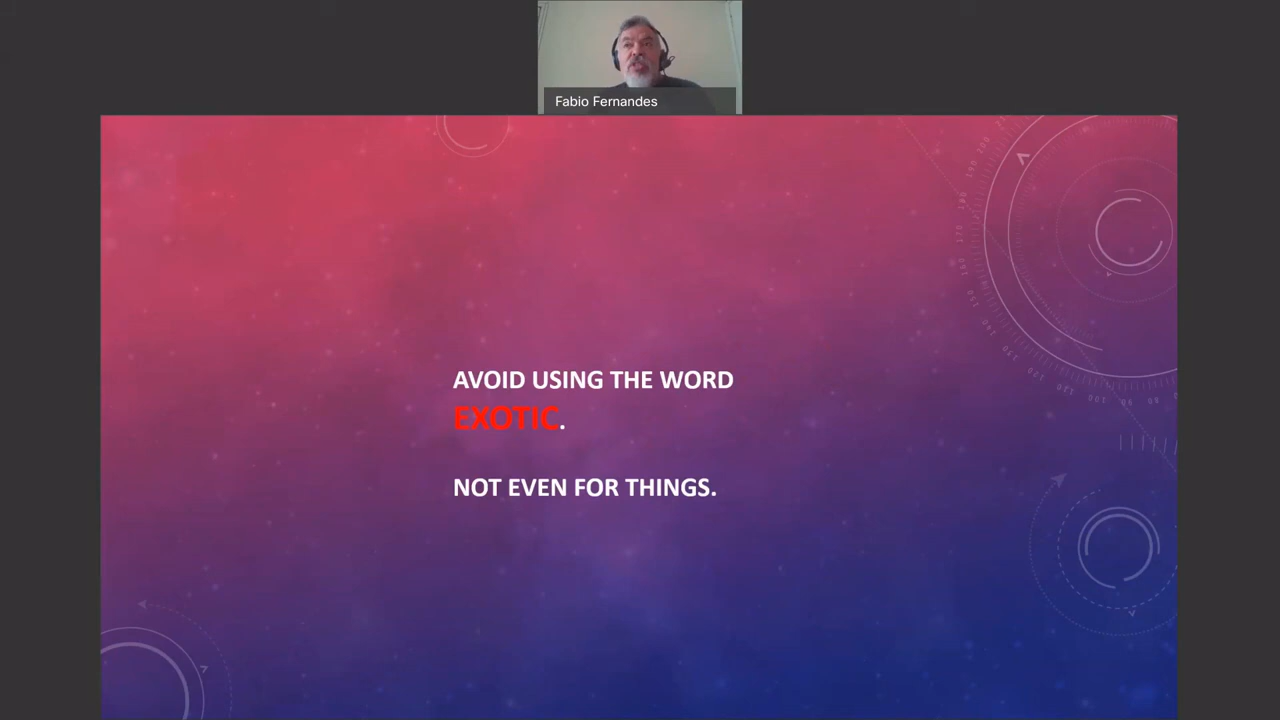 Fabio Fernandes
AVOID USING THE WORD
EXOTIC.
NOT EVEN FOR THINGS.